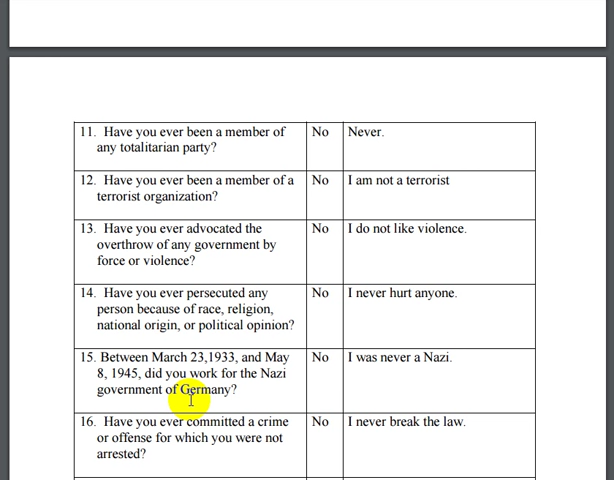 11. Have you ever been a member of any totalitarian party? No Never.
12. Have you ever been a member of a terrorist organization? No I am not a terrorist
13. Have you ever advocated the overthrow of any government by force or violence? No I do not like violence.
14. Have you ever persecuted any person because of race, religion, national origin, or political opinion? No I never hurt anyone.
15. Between March 23,1933, and May 8, 1945, did you work for the Nazi government of Germany? No I was never a Nazi.
16. Have you ever committed a crime or offense for which you were not arrested? No I never break the law.